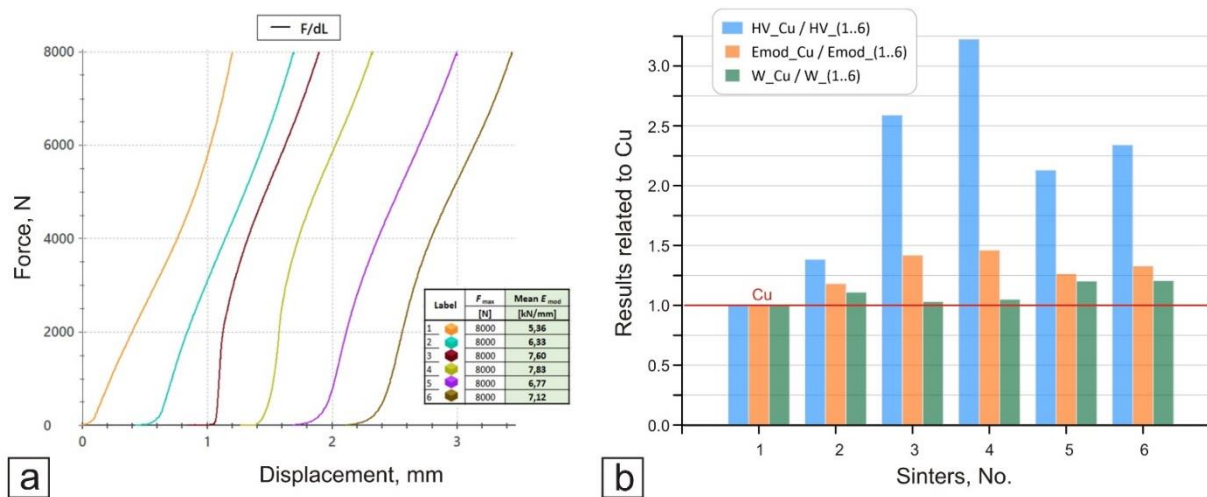 F/dL
8000
6000
4000
2000
0
Force, N
0 1 2 3
Displacement, mm
Label F max Mean E mod
[N] [kN/mm]
1 8000 5,36
2 8000 6,33
3 8000 7,60
4 8000 7,83
5 8000 6,77
6 8000 7,12
a
HV_Cu / HV_(1..6)
Emod_Cu / Emod_(1..6)
W_Cu / W_(1..6)
3.0
2.5
2.0
1.5
1.0
0.5
0.0
Results related to Cu
Cu
1 2 3 4 5 6
Sinters, No.
b